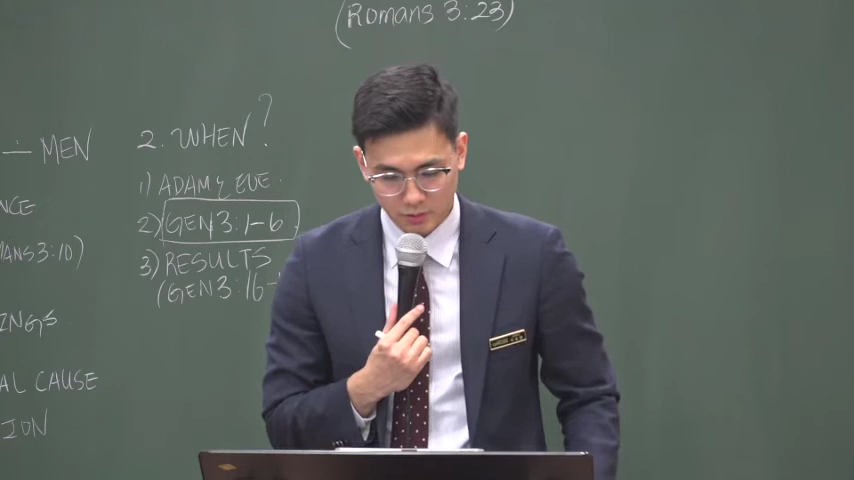 (Romans 3:23)
MEN
NCE
MANS 3:10)
INGS
AL CAUSE
ION
2. WHEN?
1) ADAM & EVE.
2) GEN 3:1-6
3) RESULTS
(GEN 3:16-